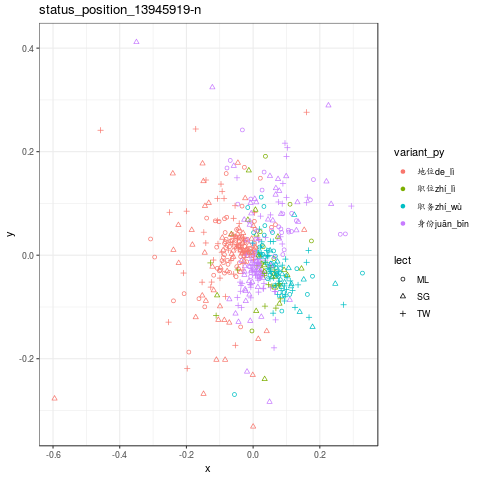 status_position_13945919-n
variant_py
地位de_lì
职位zhí_lì
职务zhí_wù
身份juān_bīn
lect
ML
SG
TW
0.4
0.2
0.0
-0.2
y
-0.6 -0.4 -0.2 0.0 0.2
x